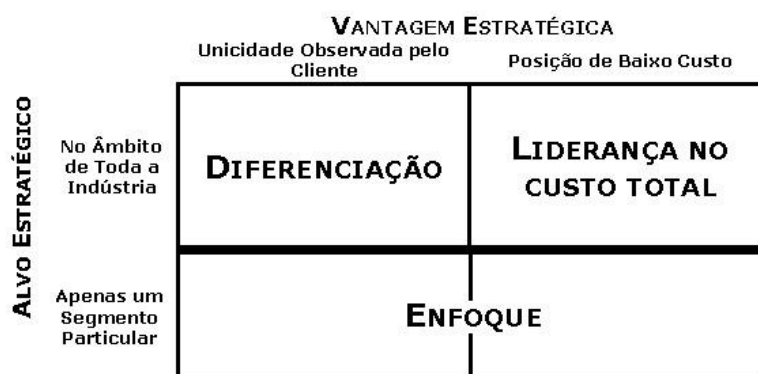 VANTAGEM ESTRATÉGICA
Unicidade Observada pelo
Cliente
Posição de Baixo Custo
ALVO ESTRATÉGICO
No Âmbito
de Toda a
Indústria
DIFERENCIAÇÃO
LIDERANÇA NO
CUSTO TOTAL
Apenas um
Segmento
Particular
ENFOQUE